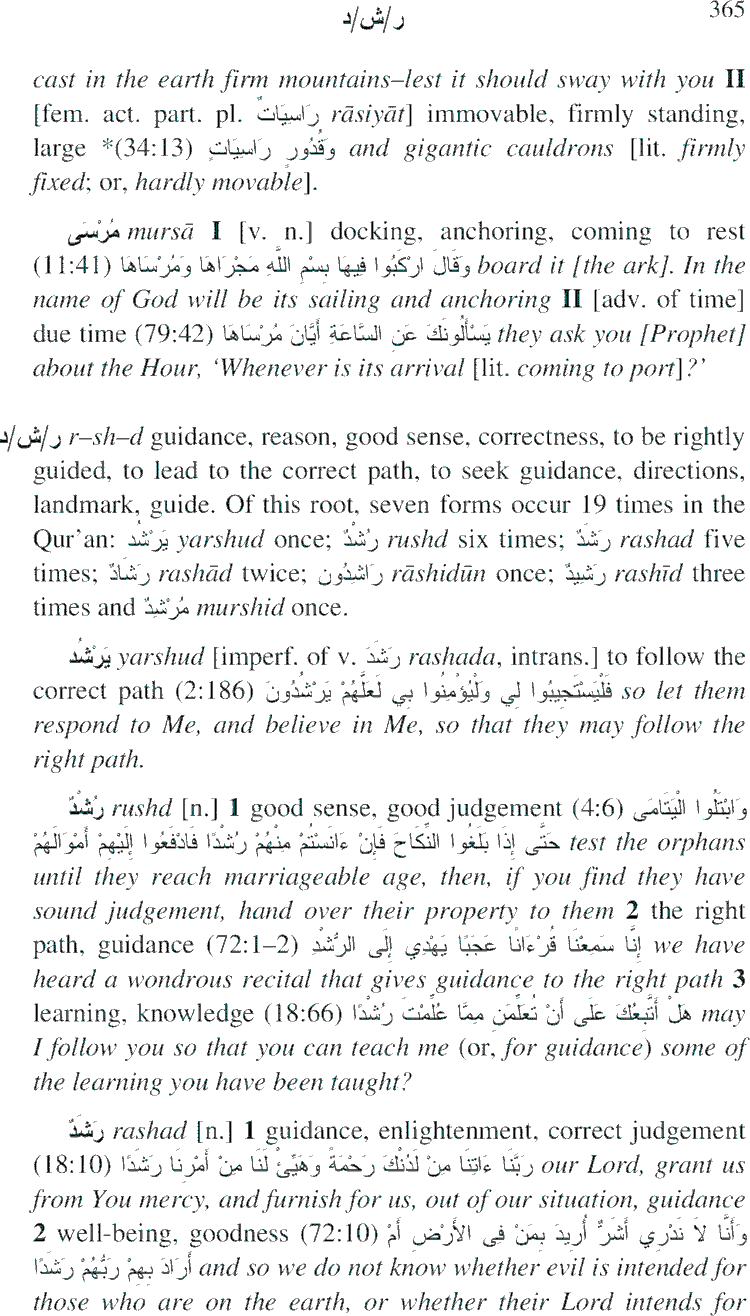 ر/ش/د 365
cast in the earth firm mountains–lest it should sway with you II
[fem. act. part. pl. رَاسِيَاتٌ rāsiyāt] immovable, firmly standing,
large *(34:13) وَقُدُورٍ رَاسِيَاتٍ and gigantic cauldrons [lit. firmly
fixed; or, hardly movable].
مُرْسَى mursā I [v. n.] docking, anchoring, coming to rest
(11:41) وَقَالَ ارْكَبُوا فِيهَا بِسْمِ اللَّهِ مَجْرَاهَا وَمُرْسَاهَا board it [the ark]. In the
name of God will be its sailing and anchoring II [adv. of time]
due time (79:42) يَسْأَلُونَكَ عَنِ السَّاعَةِ أَيَّانَ مُرْسَاهَا they ask you [Prophet]
about the Hour, ‘Whenever is its arrival [lit. coming to port]?’
ر/ش/د r–sh–d guidance, reason, good sense, correctness, to be rightly
guided, to lead to the correct path, to seek guidance, directions,
landmark, guide. Of this root, seven forms occur 19 times in the
Qur’an: يَرْشُد yarshud once; رُشْدٌ rushd six times; رَشَدٌ rashad five
times; رَشَادٌ rashād twice; رَاشِدُون rāshidūn once; رَشِيدٌ rashīd three
times and مُرْشِدٌ murshid once.
يَرْشُد yarshud [imperf. of v. رَشَدَ rashada, intrans.] to follow the
correct path (2:186) فَلْيَسْتَجِيبُوا لِي وَلْيُؤْمِنُوا بِي لَعَلَّهُمْ يَرْشُدُونَ so let them
respond to Me, and believe in Me, so that they may follow the
right path.
رُشْدٌ rushd [n.] 1 good sense, good judgement (4:6) وَابْتَلُوا الْيَتَامَى
حَتَّى إِذَا بَلَغُوا النِّكَاحَ فَإِنْ ءَانَسْتُمْ مِنْهُمْ رُشْدًا فَادْفَعُوا إِلَيْهِمْ أَمْوَالَهُمْ test the orphans
until they reach marriageable age, then, if you find they have
sound judgement, hand over their property to them 2 the right
path, guidance (72:1–2) إِنَّا سَمِعْنَا قُرْءَانًا عَجَبًا يَهْدِي إِلَى الرُّشْدِ we have
heard a wondrous recital that gives guidance to the right path 3
learning, knowledge (18:66) هَلْ أَتَّبِعُكَ عَلَى أَنْ تُعَلِّمَنِ مِمَّا عُلِّمْتَ رُشْدًا may
I follow you so that you can teach me (or, for guidance) some of
the learning you have been taught?
رَشَدٌ rashad [n.] 1 guidance, enlightenment, correct judgement
(18:10) رَبَّنَا ءَاتِنَا مِنْ لَدُنْكَ رَحْمَةً وَهَيِّئْ لَنَا مِنْ أَمْرِنَا رَشَدًا our Lord, grant us
from You mercy, and furnish for us, out of our situation, guidance
2 well-being, goodness (72:10) وَأَنَّا لَا نَدْرِي أَشَرٌّ أُرِيدَ بِمَنْ فِي الْأَرْضِ أَمْ
أَرَادَ بِهِمْ رَبُّهُمْ رَشَدًا and so we do not know whether evil is intended for
those who are on the earth, or whether their Lord intends for